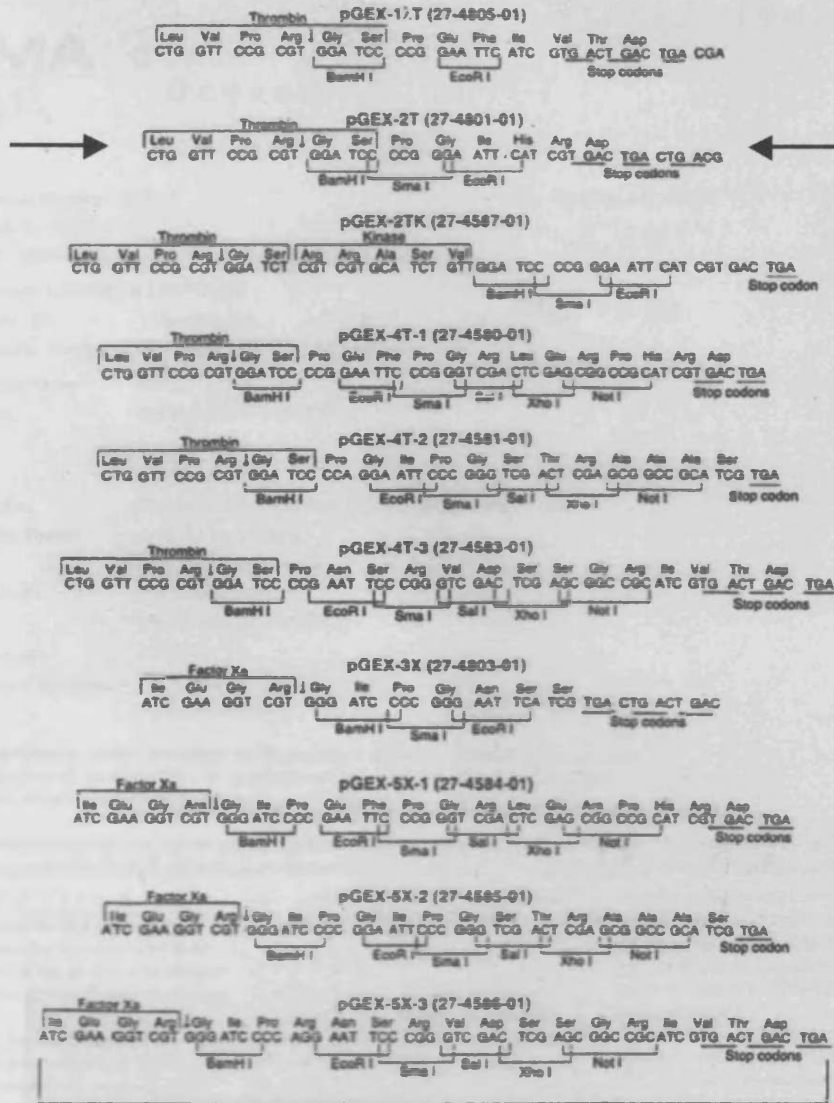 pGEX-1λT (27-4805-01)
Thrombin
Leu Val Pro Arg↓Gly Ser Pro Glu Phe Ile Val Thr Asp
CTG GTT CCG CGT GGA TCC CCG GAA TTC ATC GTG ACT GAC TGA CGA
BamH I EcoR I Stop codons
pGEX-2T (27-4801-01)
Thrombin
Leu Val Pro Arg↓Gly Ser Pro Gly Ile His Arg Asp
CTG GTT CCG CGT GGA TCC CCG GGA ATT CAT CGT GAC TGA CTG ACG
BamH I Sma I EcoR I Stop codons
pGEX-2TK (27-4587-01)
Thrombin Kinase
Leu Val Pro Arg↓Gly Ser Arg Arg Ala Ser Val
CTG GTT CCG CGT GGA TCT CGT CGT GCA TCT GTT GGA TCC CCG GGA ATT CAT CGT GAC TGA
BamH I Sma I EcoR I Stop codon
pGEX-4T-1 (27-4580-01)
Thrombin
Leu Val Pro Arg↓Gly Ser Pro Glu Phe Pro Gly Arg Leu Glu Arg Pro His Arg Asp
CTG GTT CCG CGT GGA TCC CCG GAA TTC CCG GGT CGA CTC GAG CGG CCG CAT CGT GAC TGA
BamH I EcoR I Sma I Sal I Xho I Not I Stop codons
pGEX-4T-2 (27-4581-01)
Thrombin
Leu Val Pro Arg↓Gly Ser Pro Gly Ile Pro Gly Ser Thr Arg Ala Ala Ala Ser
CTG GTT CCG CGT GGA TCC CCA GGA ATT CCC GGG TCG ACT CGA GCG GCC GCA TCG TGA
BamH I EcoR I Sma I Sal I Xho I Not I Stop codon
pGEX-4T-3 (27-4583-01)
Thrombin
Leu Val Pro Arg↓Gly Ser Pro Asn Ser Arg Val Asp Ser Ser Gly Arg Ile Val Thr Asp
CTG GTT CCG CGT GGA TCC CCG AAT TCC CGG GTC GAC TCG AGC GGC CGC ATC GTG ACT GAC TGA
BamH I EcoR I Sma I Sal I Xho I Not I Stop codons
pGEX-3X (27-4803-01)
Factor Xa
Ile Glu Gly Arg↓Gly Ile Pro Gly Asn Ser Ser
ATC GAA GGT CGT GGG ATC CCC GGG AAT TCA TCG TGA CTG ACT GAC
BamH I Sma I EcoR I Stop codons
pGEX-5X-1 (27-4584-01)
Factor Xa
Ile Glu Gly Arg↓Gly Ile Pro Glu Phe Pro Gly Arg Leu Glu Arg Pro His Arg Asp
ATC GAA GGT CGT GGG ATC CCC GAA TTC CCG GGT CGA CTC GAG CGG CCG CAT CGT GAC TGA
BamH I EcoR I Sma I Sal I Xho I Not I Stop codons
pGEX-5X-2 (27-4585-01)
Factor Xa
Ile Glu Gly Arg↓Gly Ile Pro Gly Ile Pro Gly Ser Thr Arg Ala Ala Ala Ser
ATC GAA GGT CGT GGG ATC CCC GGA ATT CCC GGG TCG ACT CGA GCG GCC GCA TCG TGA
BamH I EcoR I Sma I Sal I Xho I Not I Stop codon
pGEX-5X-3 (27-4586-01)
Factor Xa
Ile Glu Gly Arg↓Gly Ile Pro Arg Asn Ser Arg Val Asp Ser Ser Gly Arg Ile Val Thr Asp
ATC GAA GGT CGT GGG ATC CCC AGG AAT TCC CGG GTC GAC TCG AGC GGC CGC ATC GTG ACT GAC TGA
BamH I EcoR I Sma I Sal I Xho I Not I Stop codons